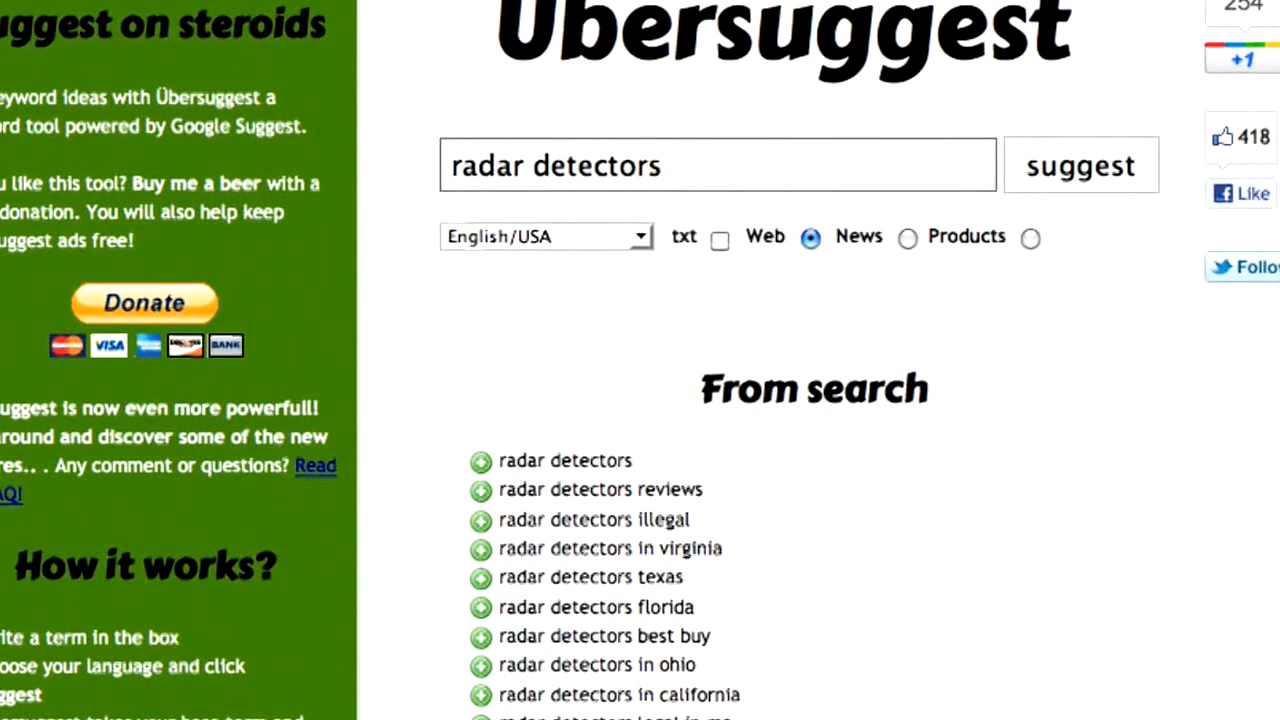 uggest on steroids
eyword ideas with Übersuggest a
rd tool powered by Google Suggest.
u like this tool? Buy me a beer with a
donation. You will also help keep
uggest ads free!
Donate
VISA
BANK
uggest is now even more powerfull!
round and discover some of the new
res.. . Any comment or questions? Read
AQ!
How it works?
ite a term in the box
oose your language and click
ggest
Übersuggest
radar detectors
suggest
English/USA
txt Web News Products
From search
radar detectors
radar detectors reviews
radar detectors illegal
radar detectors in virginia
radar detectors texas
radar detectors florida
radar detectors best buy
radar detectors in ohio
radar detectors in california
254
+1
418
Like
Follo